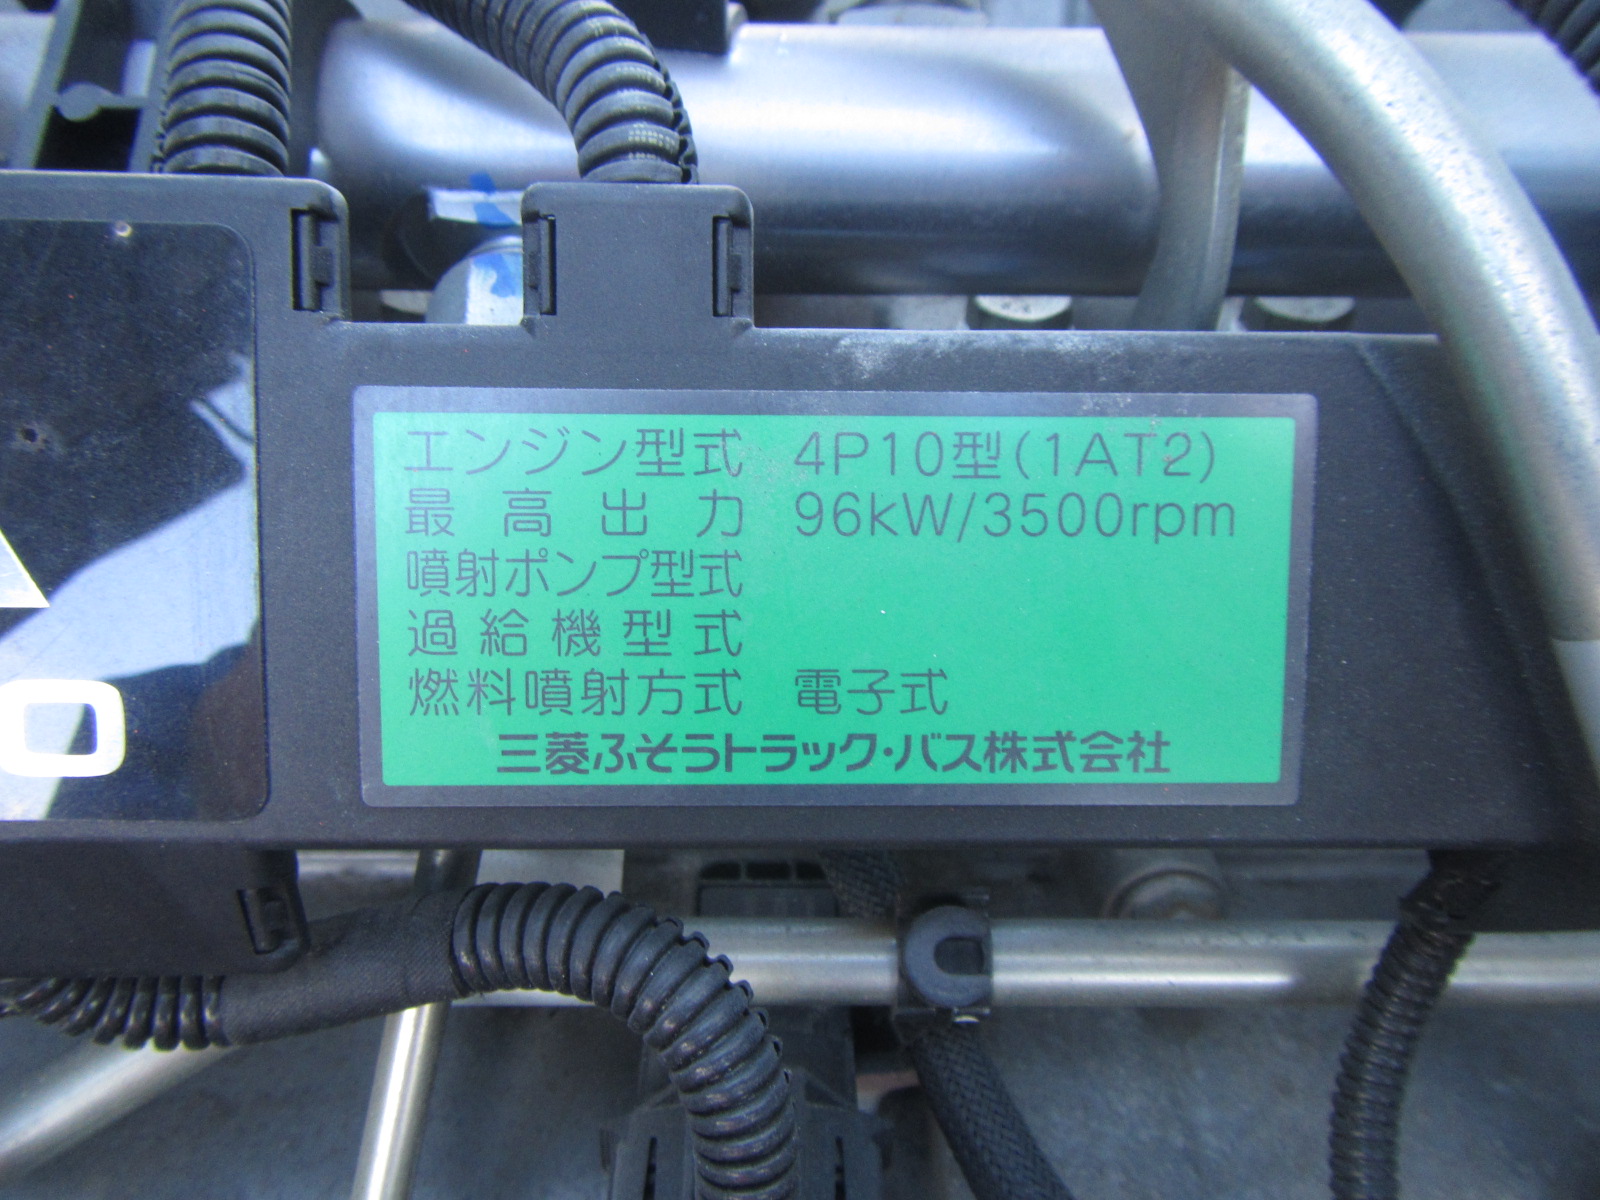 エンジン型式 4P10型(1AT2)
最高出力 96kW/3500rpm
噴射ポンプ型式
過給機型式
燃料噴射方式 電子式
三菱ふそうトラック・バス株式会社
O